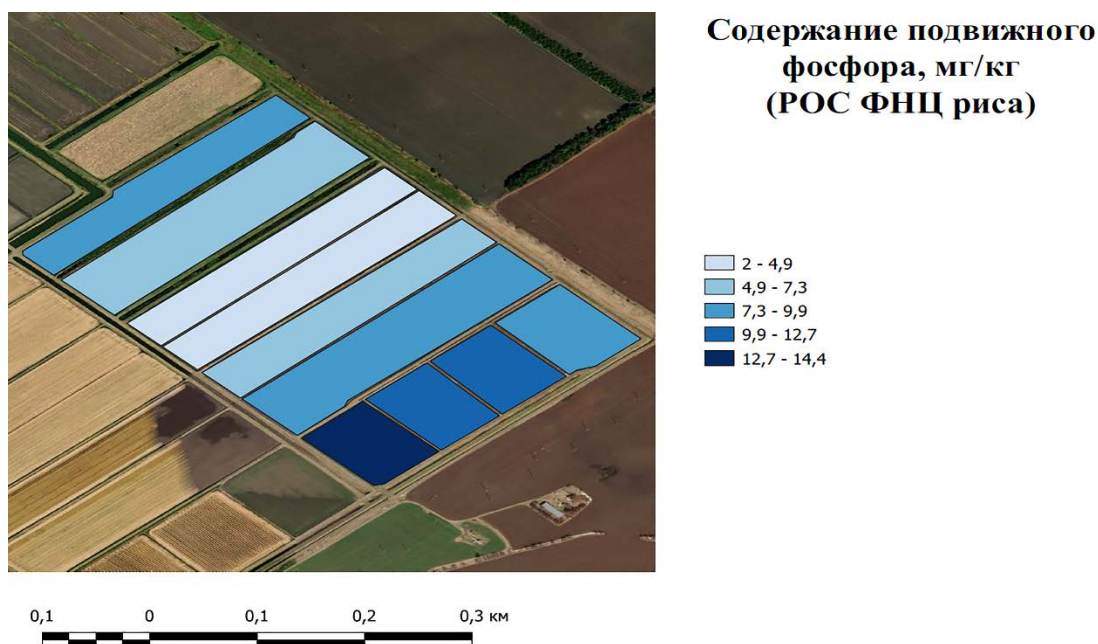 Содержание подвижного
фосфора, мг/кг
(РОС ФНЦ риса)
2 - 4,9
4,9 - 7,3
7,3 - 9,9
9,9 - 12,7
12,7 - 14,4
0,1 0 0,1 0,2 0,3 км